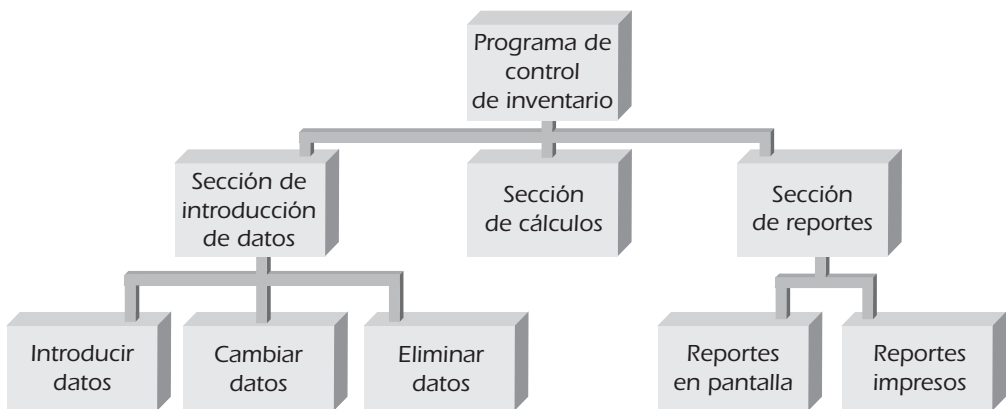 Programa de
control
de inventario
Sección de
introducción
de datos
Sección
de cálculos
Sección
de reportes
Introducir
datos
Cambiar
datos
Eliminar
datos
Reportes
en pantalla
Reportes
impresos